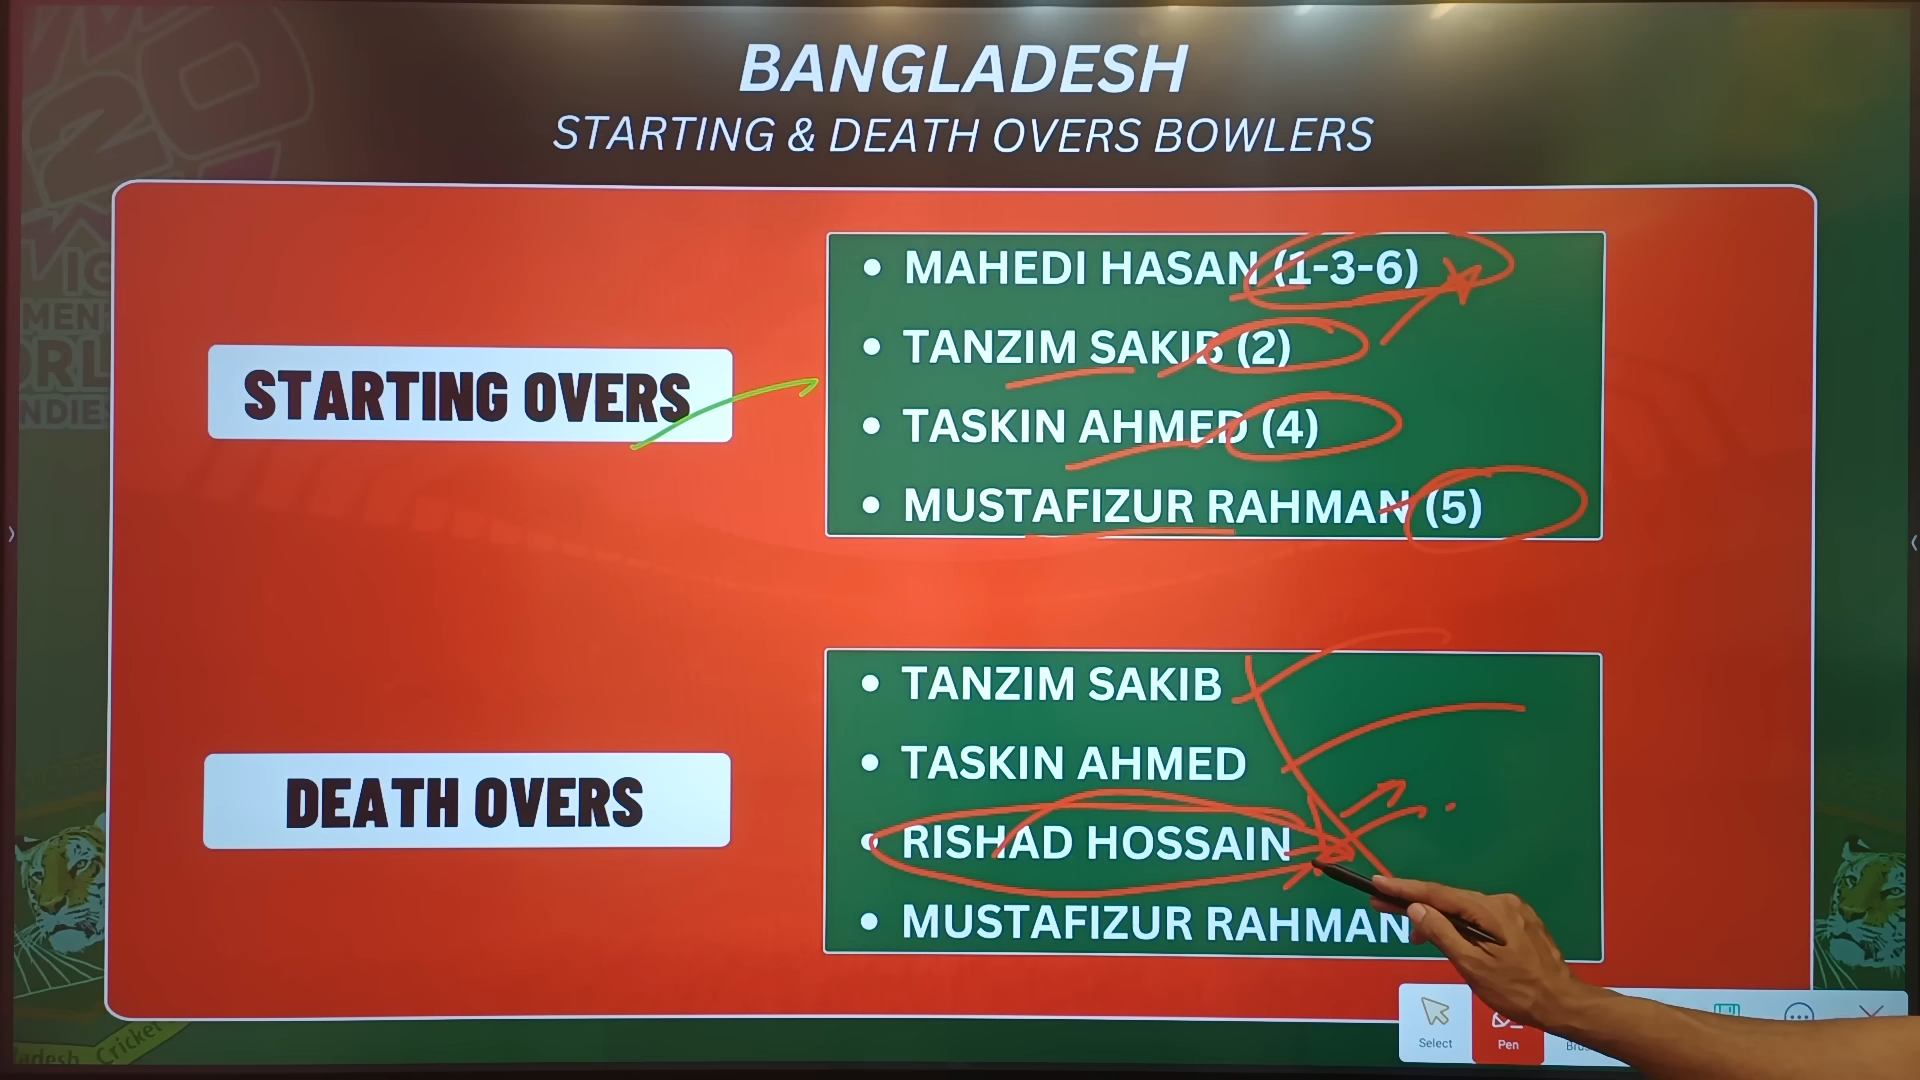 BANGLADESH
STARTING & DEATH OVERS BOWLERS
STARTING OVERS
• MAHEDI HASAN (1-3-6)
• TANZIM SAKIB (2)
• TASKIN AHMED (4)
• MUSTAFIZUR RAHMAN (5)
DEATH OVERS
• TANZIM SAKIB
• TASKIN AHMED
• RISHAD HOSSAIN
• MUSTAFIZUR RAHMAN
Cricket
Select
Pen